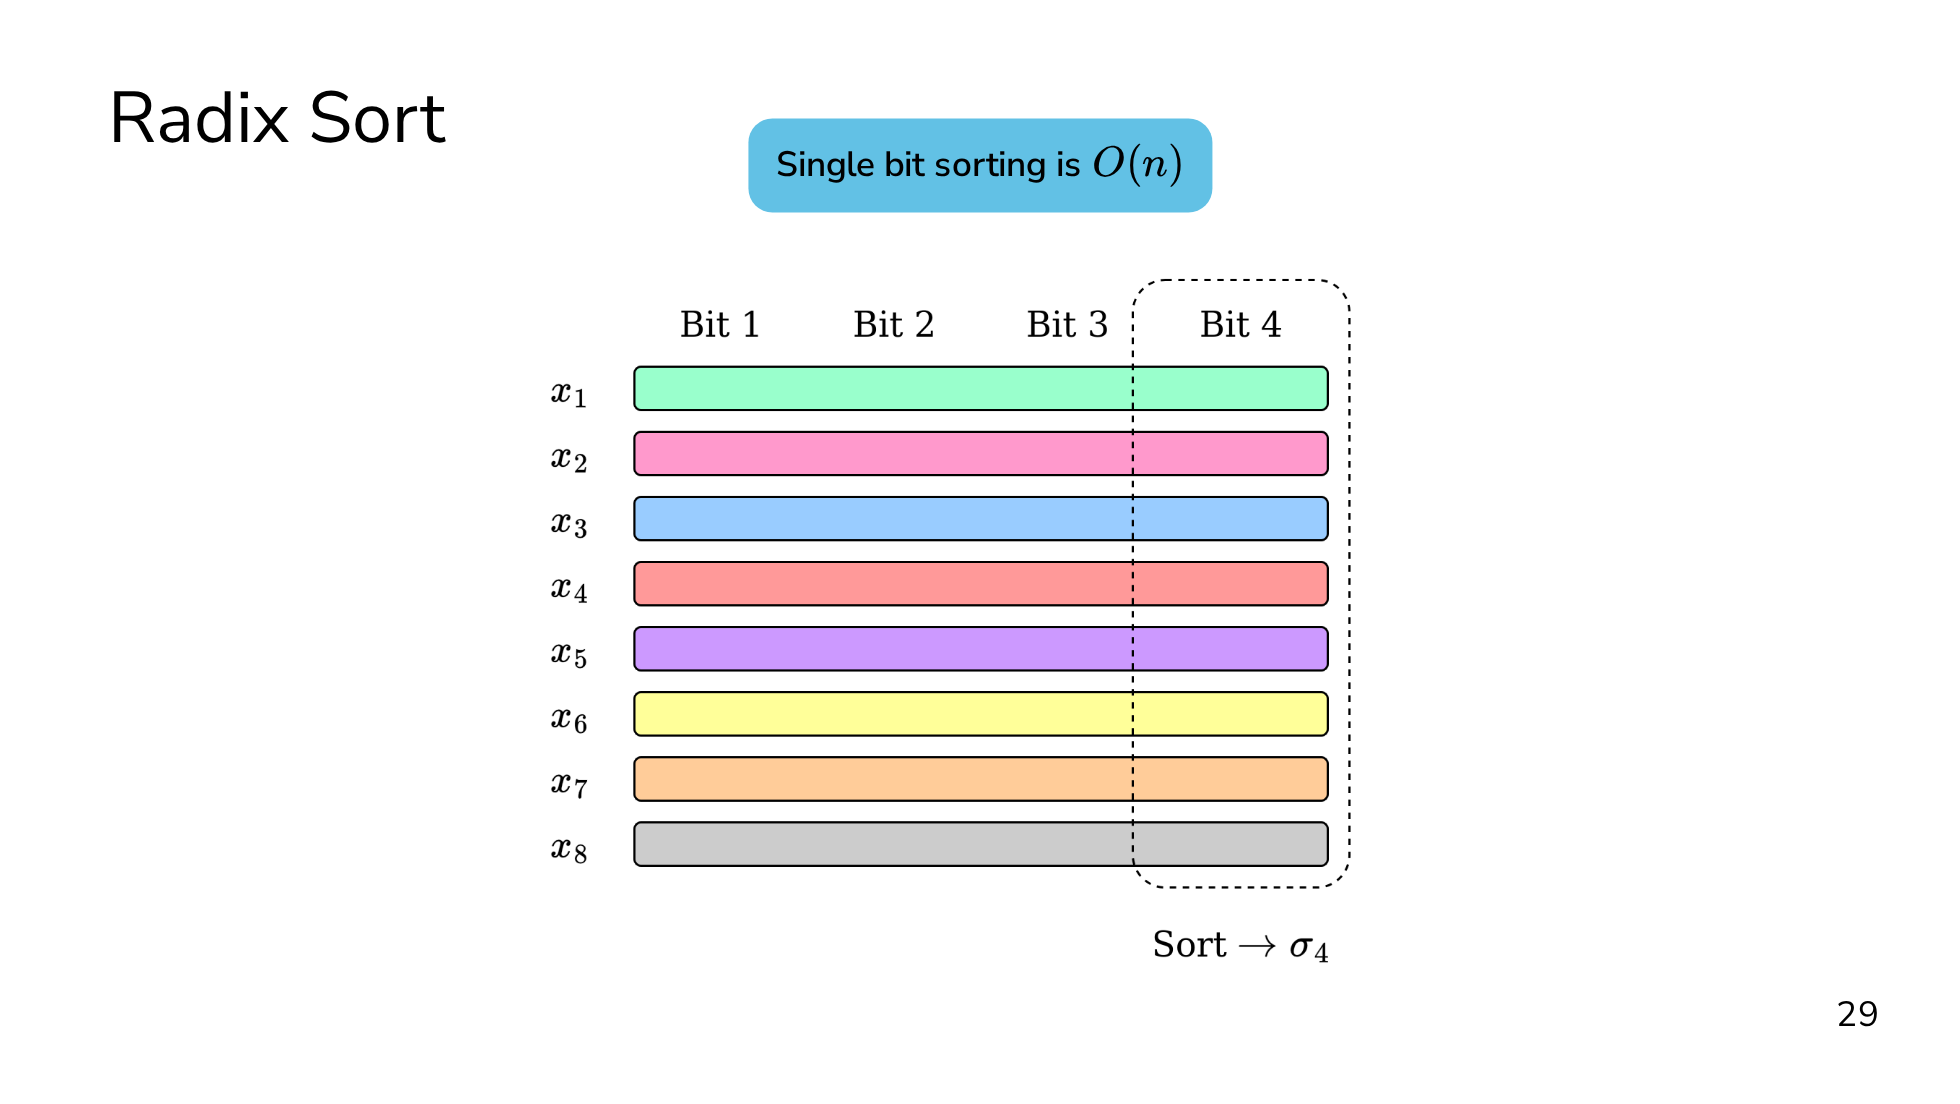 Radix Sort
Single bit sorting is O(n)
Bit 1 Bit 2 Bit 3 Bit 4
x₁
x₂
x₃
x₄
x₅
x₆
x₇
x₈
Sort → σ₄
29